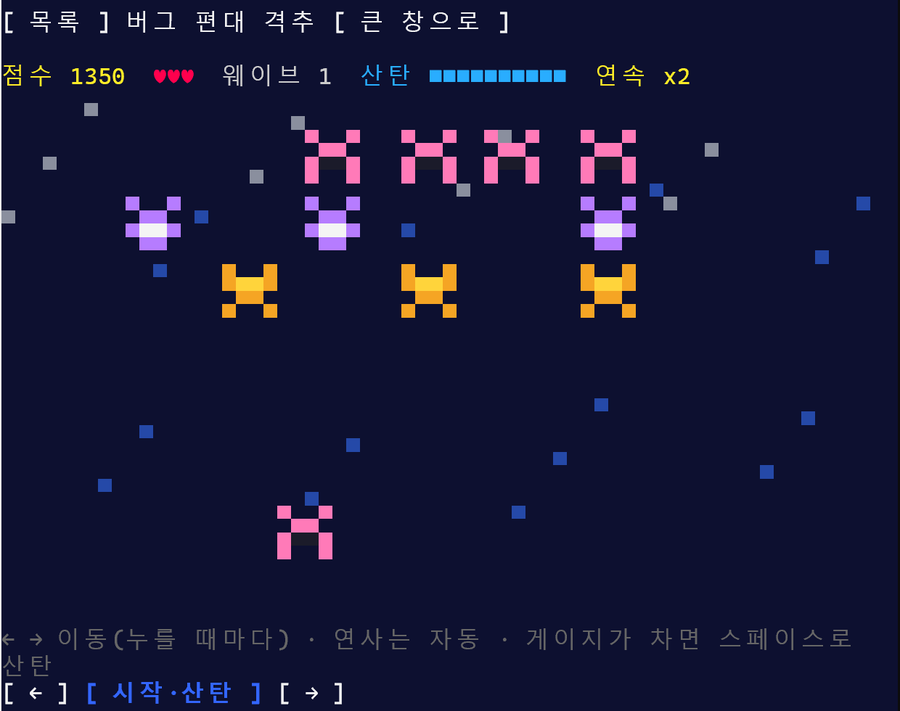 [ 목록 ] 버그 편대 격추 [ 큰 창으로 ]
점수 1350 ♥♥♥ 웨이브 1 산탄 ■■■■■■■■■■ 연속 x2
← → 이동(누를 때마다) · 연사는 자동 · 게이지가 차면 스페이스로
산탄
[ ← ] [ 시작·산탄 ] [ → ]